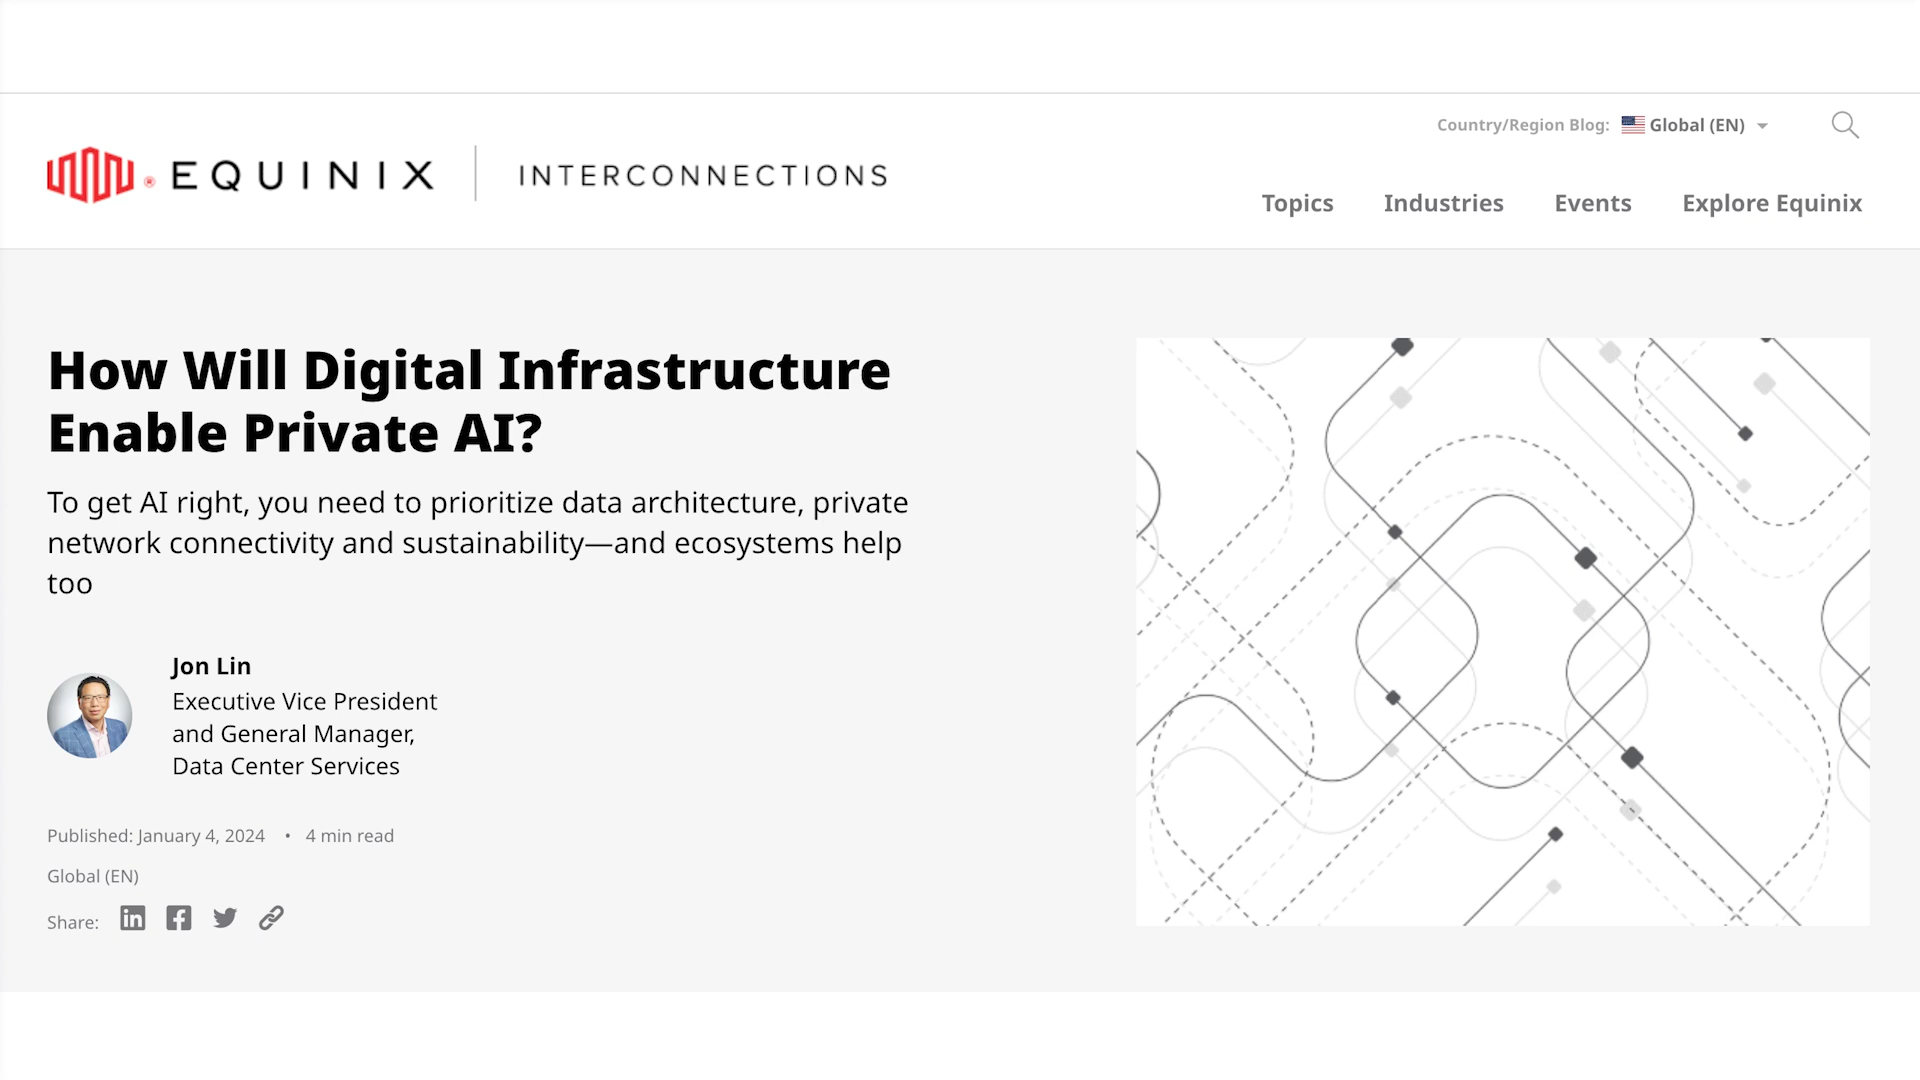 Country/Region Blog: Global (EN)
EQUINIX INTERCONNECTIONS
Topics Industries Events Explore Equinix
How Will Digital Infrastructure
Enable Private AI?
To get AI right, you need to prioritize data architecture, private
network connectivity and sustainability—and ecosystems help
too
Jon Lin
Executive Vice President
and General Manager,
Data Center Services
Published: January 4, 2024 • 4 min read
Global (EN)
Share: